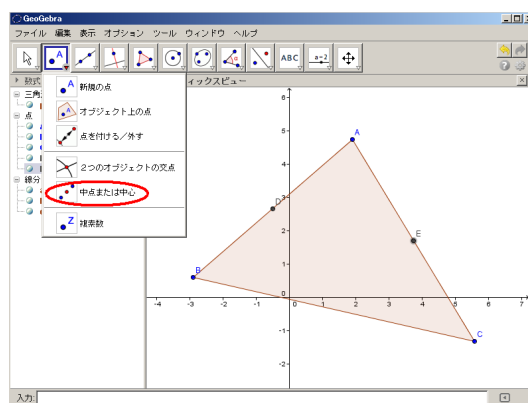 GeoGebra
ファイル 編集 表示 オプション ツール ウィンドウ ヘルプ
A ABC a=2
数式 ィックスビュー
三角
点
線分
A 新規の点
オブジェクト上の点
点を付ける／外す
2つのオブジェクトの交点
中点または中心
Z 複素数
6
5
4
3
2
1
0
-1
-2
-4 -3 -2 -1 1 2 3 4 5 6 7
A
D
E
B
C
入力: